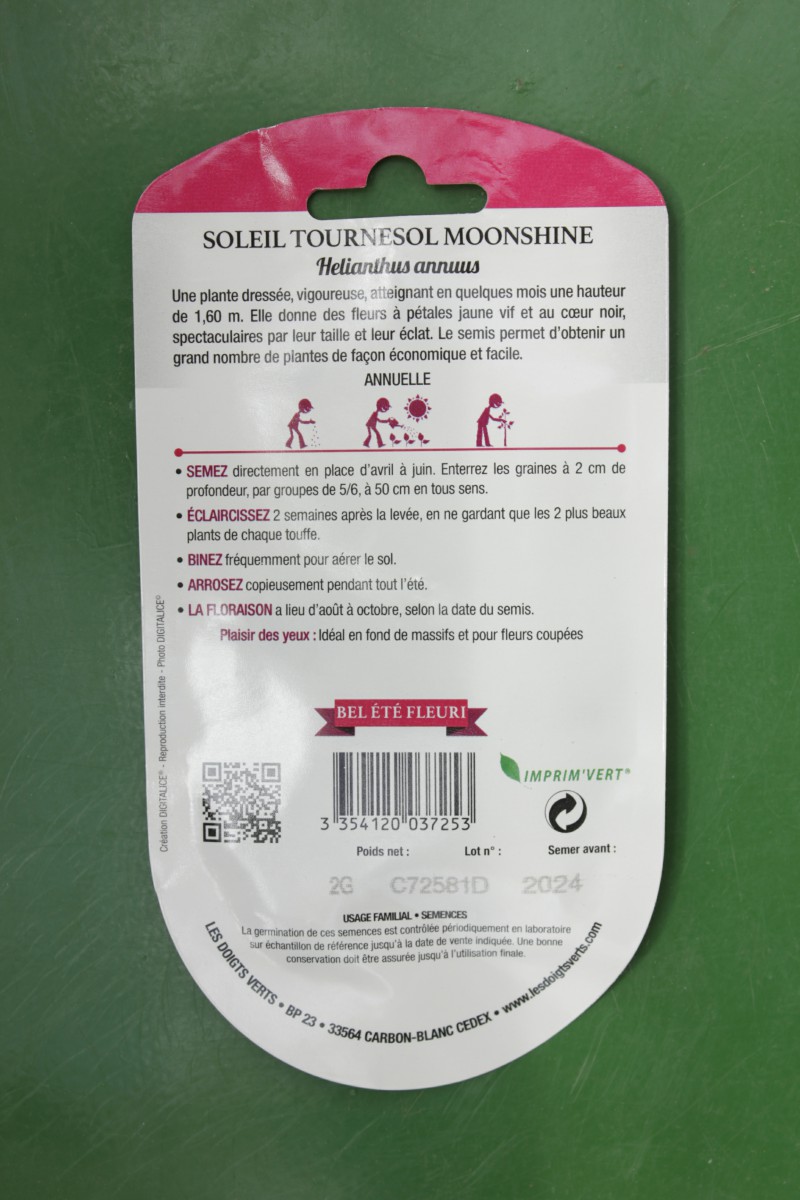 SOLEIL TOURNESOL MOONSHINE
Helianthus annuus
Une plante dressée, vigoureuse, atteignant en quelques mois une hauteur
de 1,60 m. Elle donne des fleurs à pétales jaune vif et au cœur noir,
spectaculaires par leur taille et leur éclat. Le semis permet d'obtenir un
grand nombre de plantes de façon économique et facile.
ANNUELLE
• SEMEZ directement en place d'avril à juin. Enterrez les graines à 2 cm de
profondeur, par groupes de 5/6, à 50 cm en tous sens.
• ÉCLAIRCISSEZ 2 semaines après la levée, en ne gardant que les 2 plus beaux
plants de chaque touffe.
• BINEZ fréquemment pour aérer le sol.
• ARROSEZ copieusement pendant tout l'été.
• LA FLORAISON a lieu d'août à octobre, selon la date du semis.
Plaisir des yeux : Idéal en fond de massifs et pour fleurs coupées
Création DIGITALICE® - Reproduction interdite - Photo DIGITALICE®
BEL ÉTÉ FLEURI
IMPRIM'VERT®
3 354120 037253
Poids net : Lot n° : Semer avant :
2G C72581D 2024
USAGE FAMILIAL • SEMENCES
La germination de ces semences est contrôlée périodiquement en laboratoire
sur échantillon de référence jusqu'à la date de vente indiquée. Une bonne
conservation doit être assurée jusqu'à l'utilisation finale.
LES DOIGTS VERTS • BP 23 • 33564 CARBON-BLANC CEDEX • www.lesdoigtsverts.com